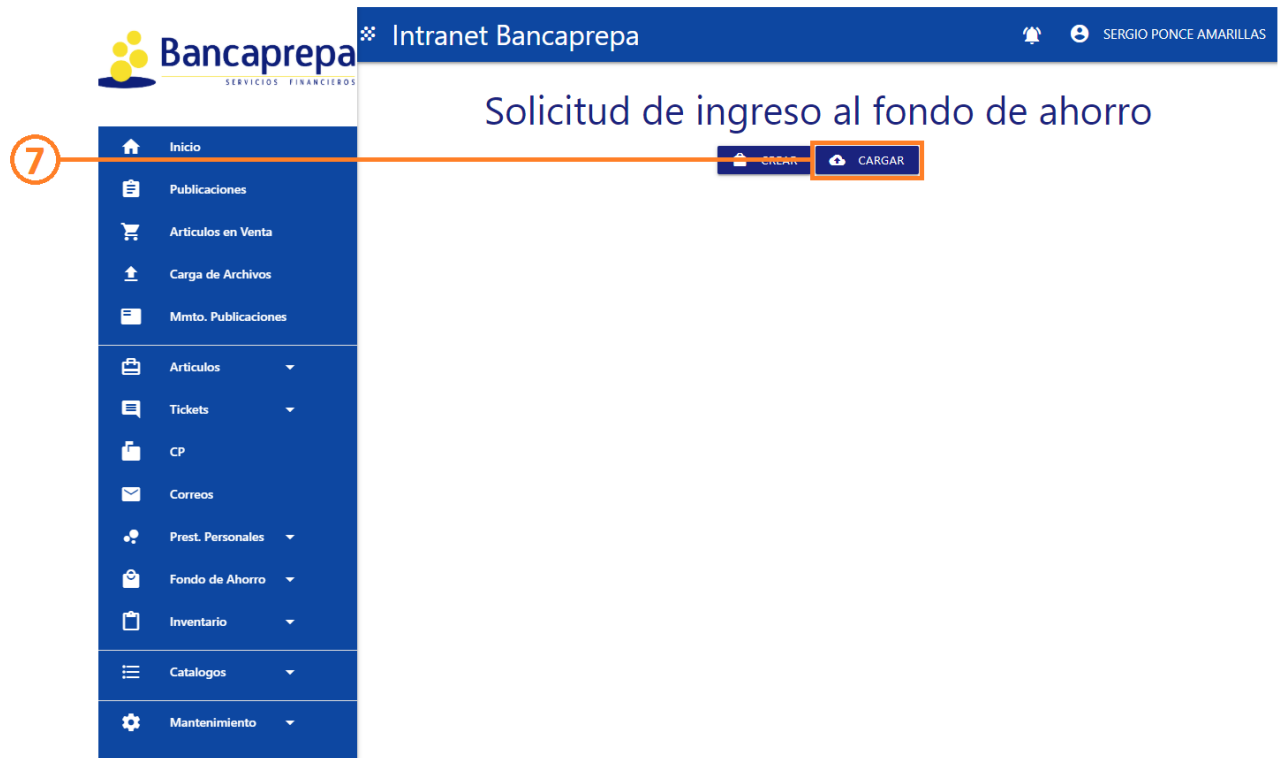 Bancaprepa
SERVICIOS FINANCIEROS
Intranet Bancaprepa
SERGIO PONCE AMARILLAS
Solicitud de ingreso al fondo de ahorro
7
CREAR
CARGAR
Inicio
Publicaciones
Articulos en Venta
Carga de Archivos
Mmto. Publicaciones
Articulos
Tickets
CP
Correos
Prest. Personales
Fondo de Ahorro
Inventario
Catalogos
Mantenimiento